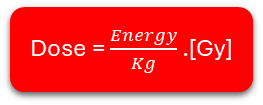 Dose = Energy/Kg .[Gy]